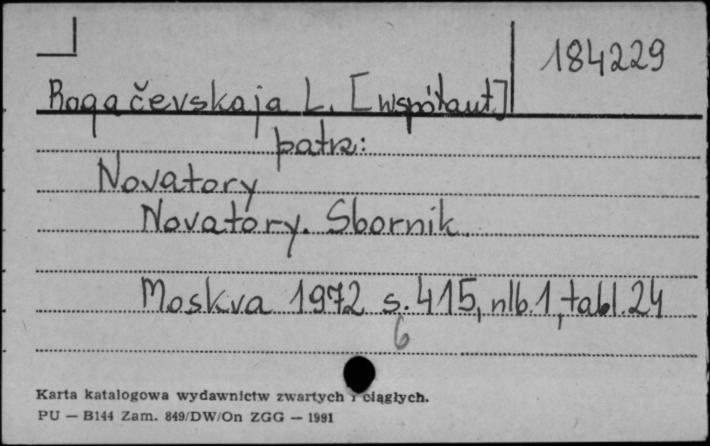 184229
Rogačevskaja L. [współaut]
patrz:
Novatory
Novatory. Sbornik.
Moskva 1972 s. 415, nlb. 1, tabl. 24
6
Karta katalogowa wydawnictw zwartych i ciągłych.
PU — B144 Zam. 849/DW/On ZGG — 1991